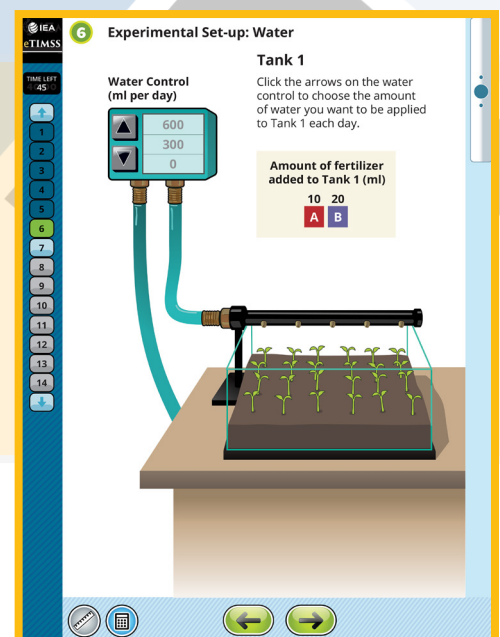 IEA
eTIMSS
6 Experimental Set-up: Water
TIME LEFT
45
1
2
3
4
5
6
7
8
9
10
11
12
13
14
Water Control
(ml per day)
600
300
0
Tank 1
Click the arrows on the water
control to choose the amount
of water you want to be applied
to Tank 1 each day.
Amount of fertilizer
added to Tank 1 (ml)
10 20
A B